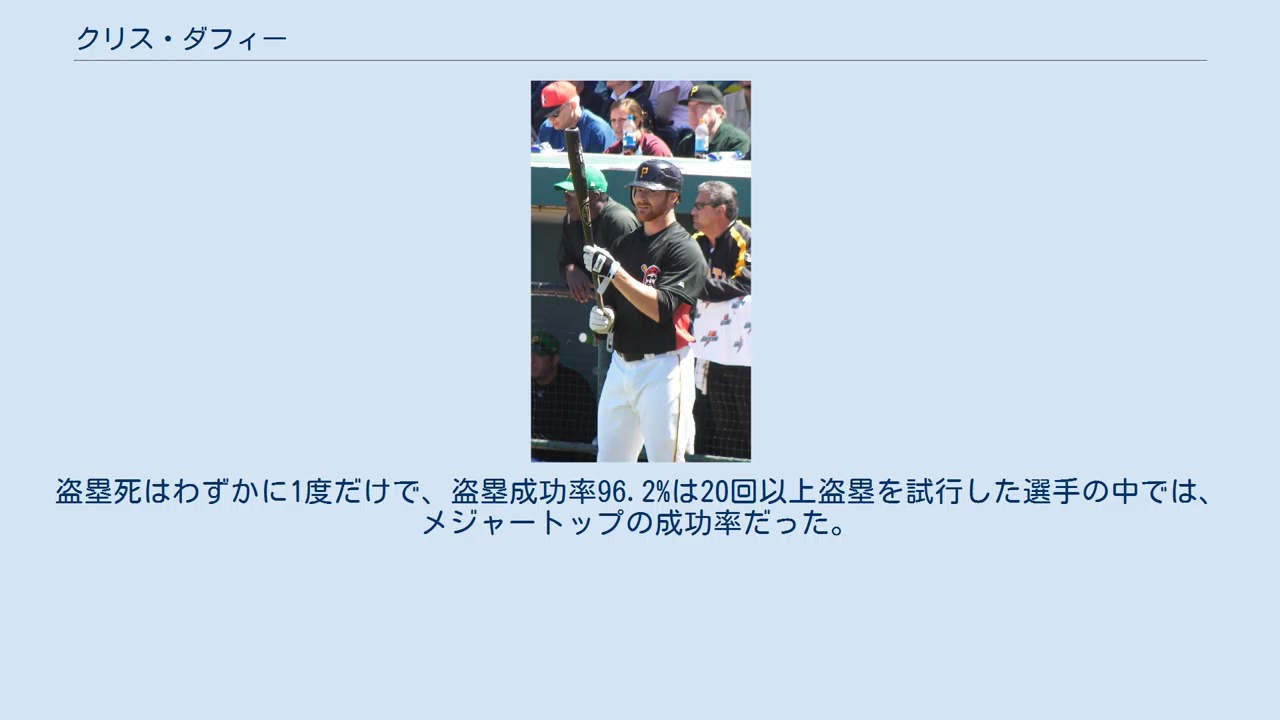 クリス・ダフィー
P
P
盗塁死はわずかに1度だけで、盗塁成功率96.2%は20回以上盗塁を試行した選手の中では、
メジャートップの成功率だった。